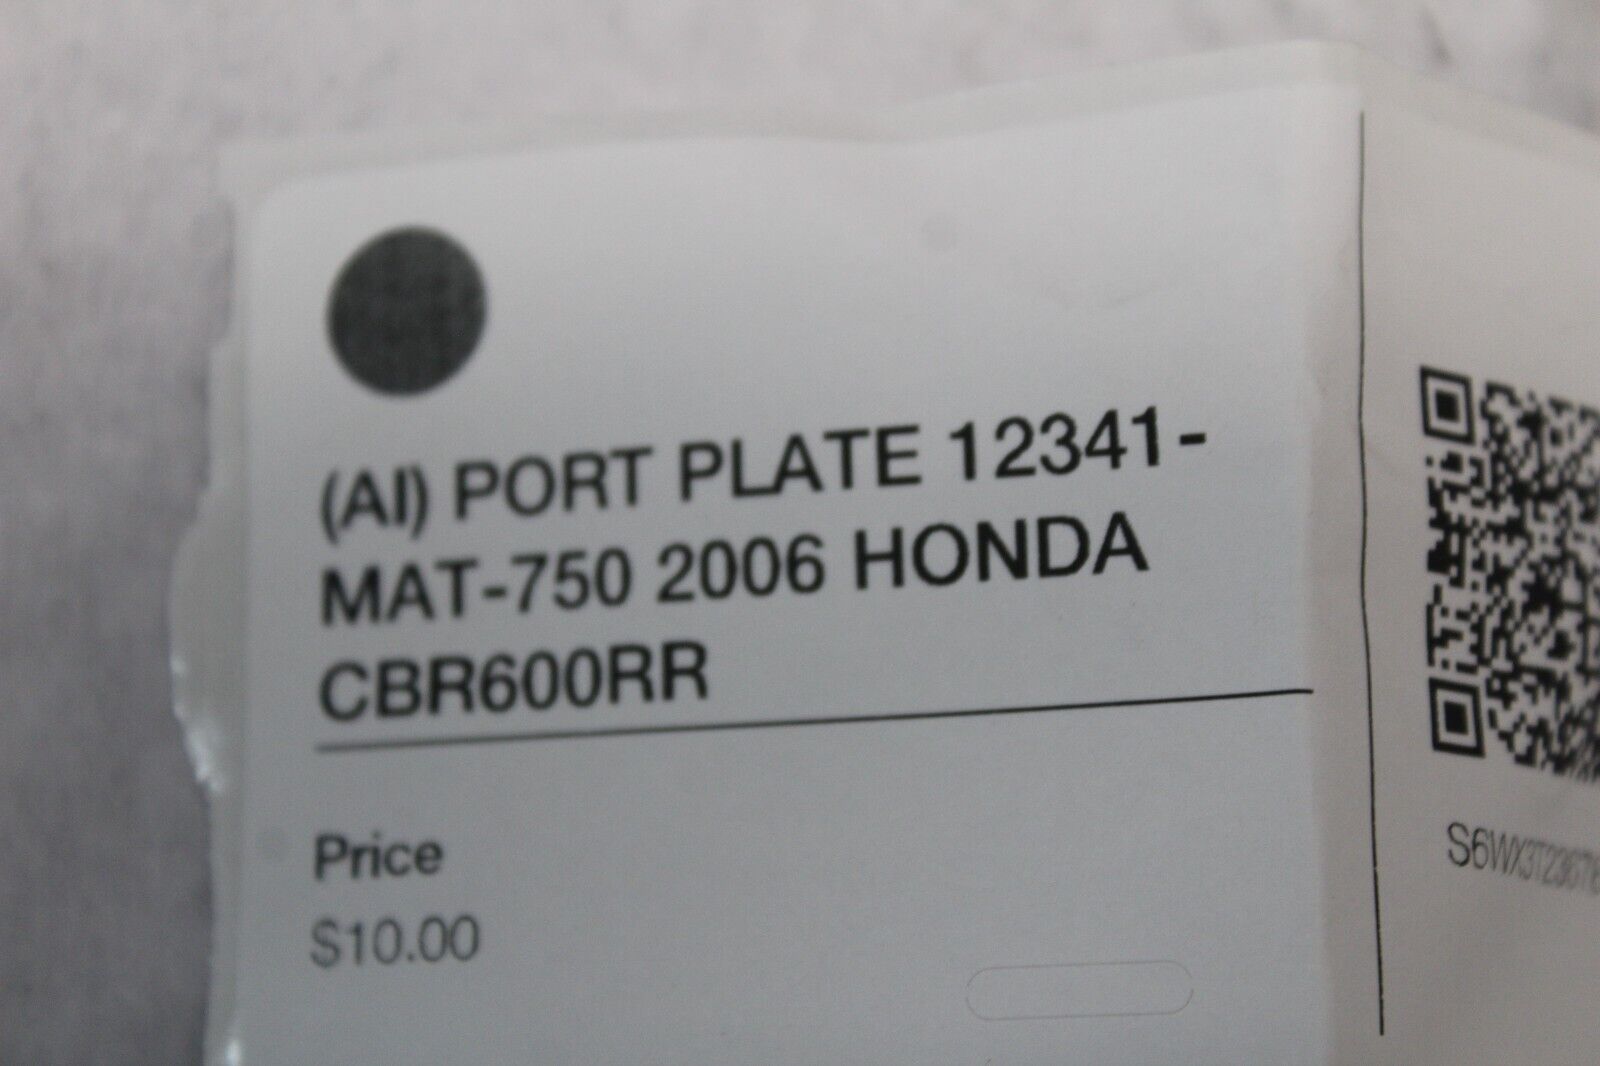 (AI) PORT PLATE 12341-
MAT-750 2006 HONDA
CBR600RR
Price
$10.00